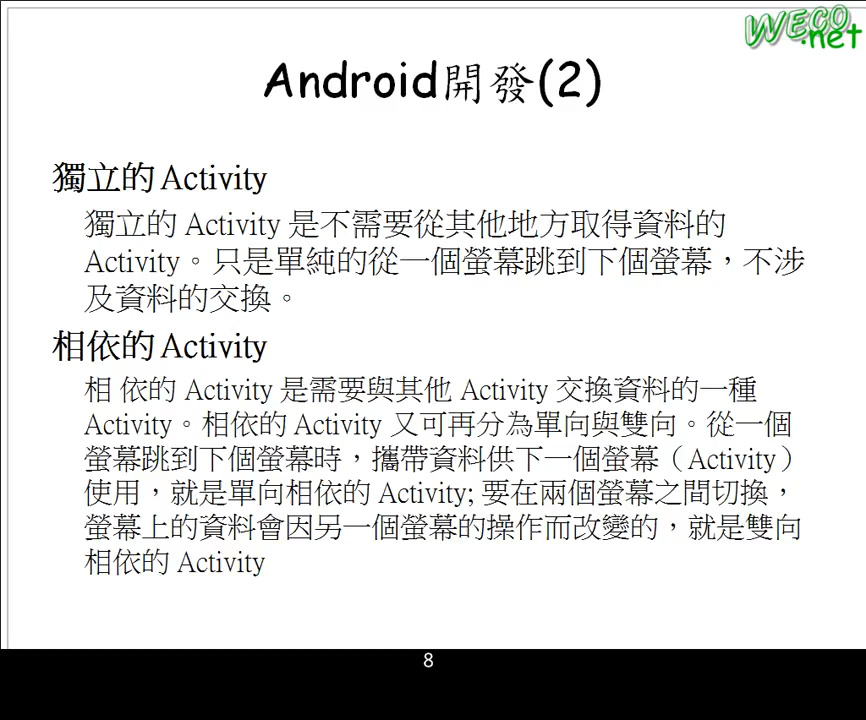 WECO.net
Android開發(2)
獨立的 Activity
獨立的 Activity 是不需要從其他地方取得資料的
Activity。只是單純的從一個螢幕跳到下個螢幕，不涉
及資料的交換。
相依的 Activity
相 依的 Activity 是需要與其他 Activity 交換資料的一種
Activity。相依的 Activity 又可再分為單向與雙向。從一個
螢幕跳到下個螢幕時，攜帶資料供下一個螢幕（Activity）
使用，就是單向相依的 Activity; 要在兩個螢幕之間切換，
螢幕上的資料會因另一個螢幕的操作而改變的，就是雙向
相依的 Activity
8